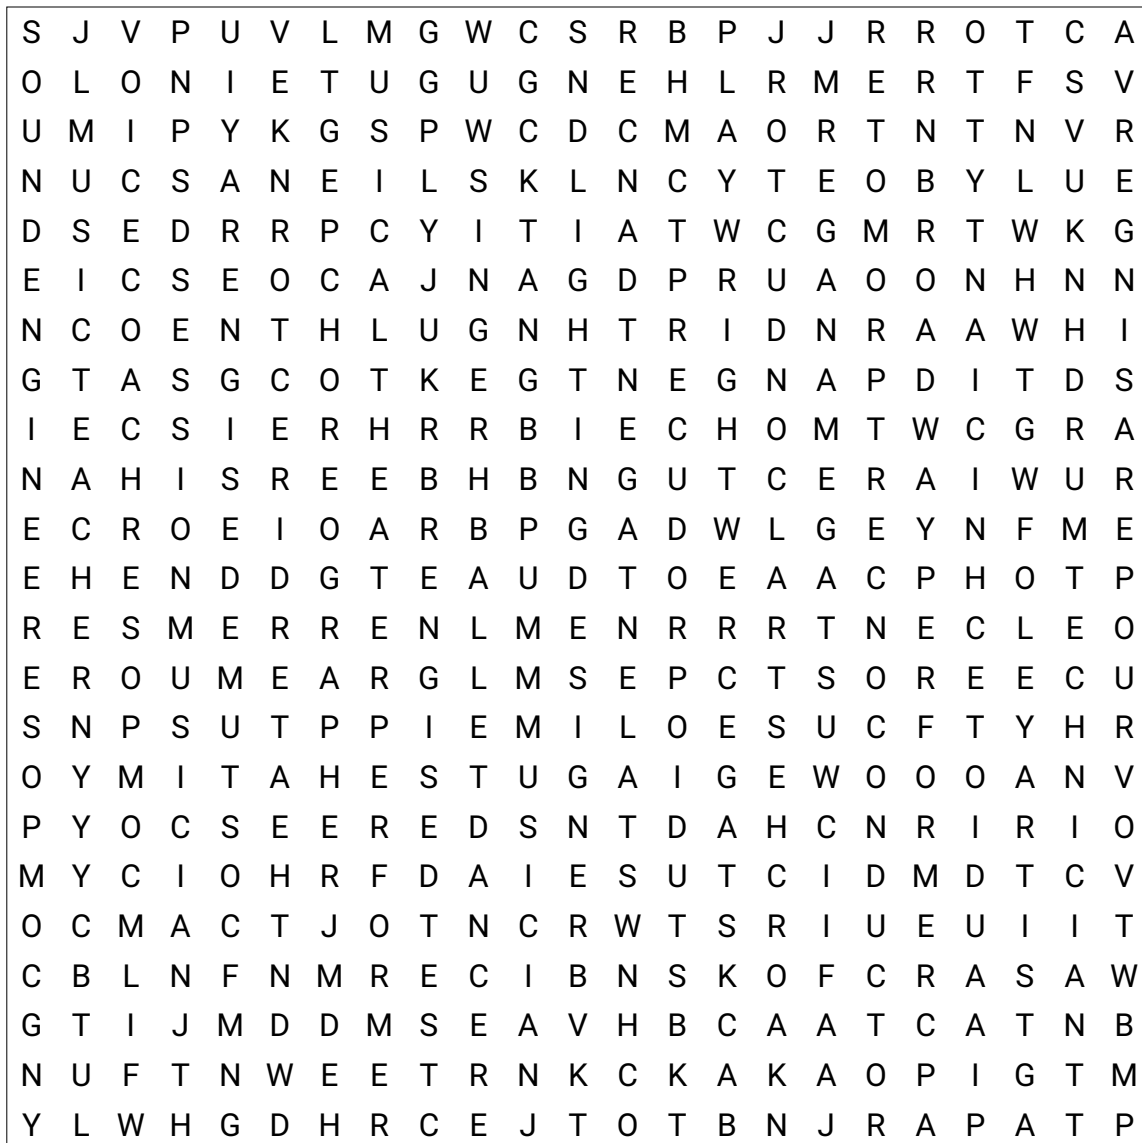 S J V P U V L M G W C S R B P J J R R O T C A
O L O N I E T U G U G N E H L R M E R T F S V
U M I P Y K G S P W C D C M A O R T N T N V R
N U C S A N E I L S K L N C Y T E O B Y L U E
D S E D R R P C Y I T I A T W C G M R T W K G
E I C S E O C A J N A G D P R U A O O N H N N
N C O E N T H L U G N H T R I D N R A A W H I
G T A S G C O T K E G T N E G N A P D I T D S
I E C S I E R H R R B I E C H O M T W C G R A
N A H I S R E E B H B N G U T C E R A I W U R
E C R O E I O A R B P G A D W L G E Y N F M E
E H E N D D G T E A U D T O E A A C P H O T P
R E S M E R R E N L M E N R R R T N E C L E O
E R O U M E A R G L M S E P C T S O R E E C U
S N P S U T P P I E M I L O E S U C F T Y H R
O Y M I T A H E S T U G A I G E W O O O A N V
P Y O C S E E R E D S N T D A H C N R I R I O
M Y C I O H R F D A I E S U T C I D M D T C V
O C M A C T J O T N C R W T S R I U E U I I T
C B L N F N M R E C I B N S K O F C R A S A W
G T I J M D D M S E A V H B C A A T C A T N B
N U F T N W E E T R N K C K A K A O P I G T M
Y L W H G D H R C E J T O T B N J R A P A T P